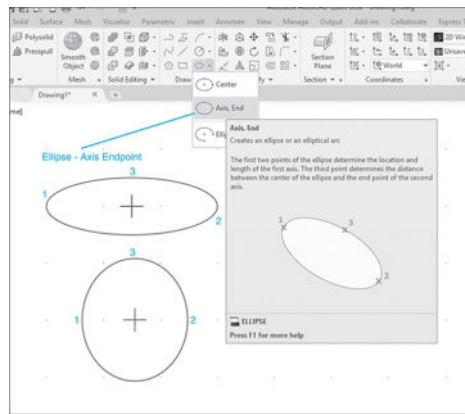 Solid Surface Mesh Visualize Parametric Insert Annotate View Manage Output Add-ins Collaborate Express
Polysolid
Presspull
Smooth
Object
Section
Plane
2D Wi
Unsav
World
Mesh Solid Editing Draw Section Coordinates
Drawing1*
Center
Axis, End
Axis, End
Creates an ellipse or an elliptical arc
The first two points of the ellipse determine the location and
length of the first axis. The third point determines the distance
between the center of the ellipse and the end point of the second
axis.
1
3
2
ELLIPSE
Press F1 for more help
Ellipse - Axis Endpoint
3
1
2
3
1
2